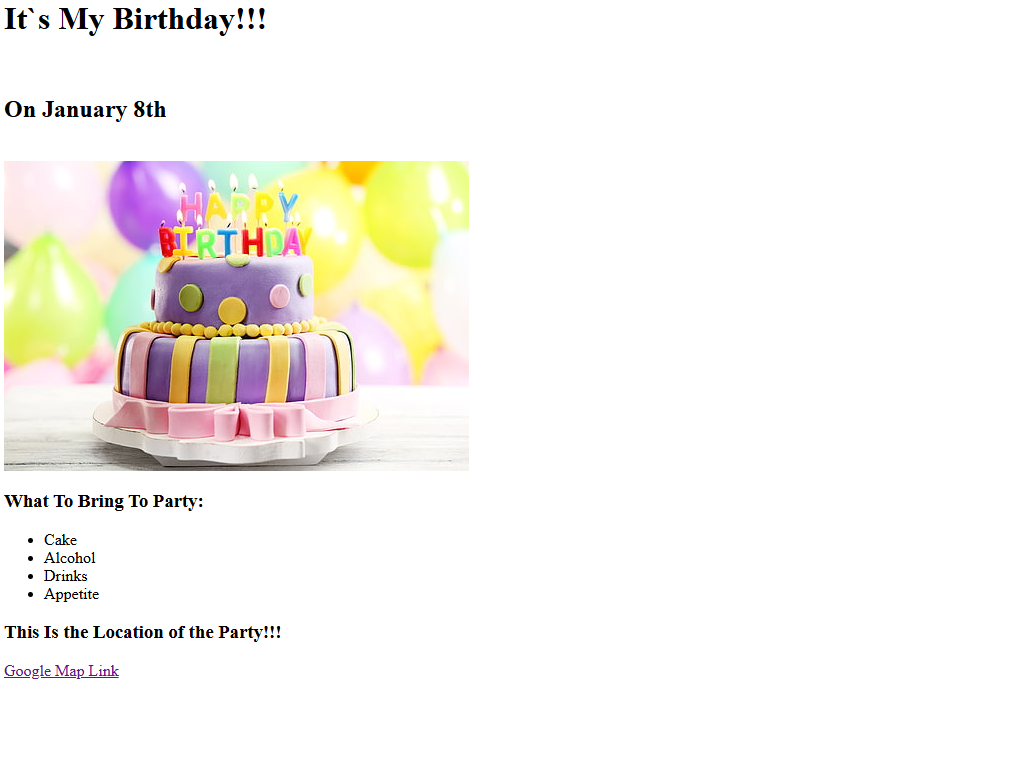 It`s My Birthday!!!
On January 8th
HAPPY
BIRTHDAY
What To Bring To Party:
Cake
Alcohol
Drinks
Appetite
This Is the Location of the Party!!!
Google Map Link